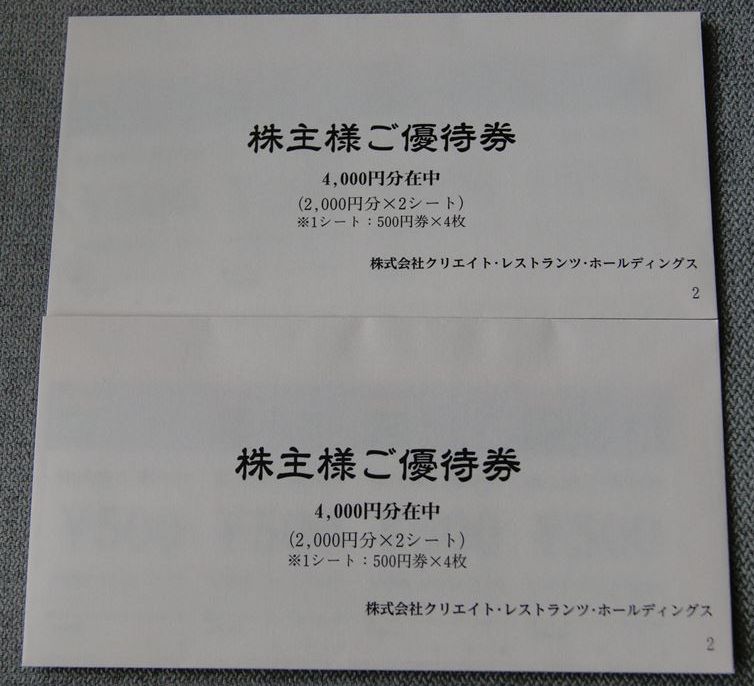 株主様ご優待券
4,000円分在中
(2,000円分×2シート)
※1シート：500円券×4枚
株式会社クリエイト・レストランツ・ホールディングス
2
株主様ご優待券
4,000円分在中
(2,000円分×2シート)
※1シート：500円券×4枚
株式会社クリエイト・レストランツ・ホールディングス
2